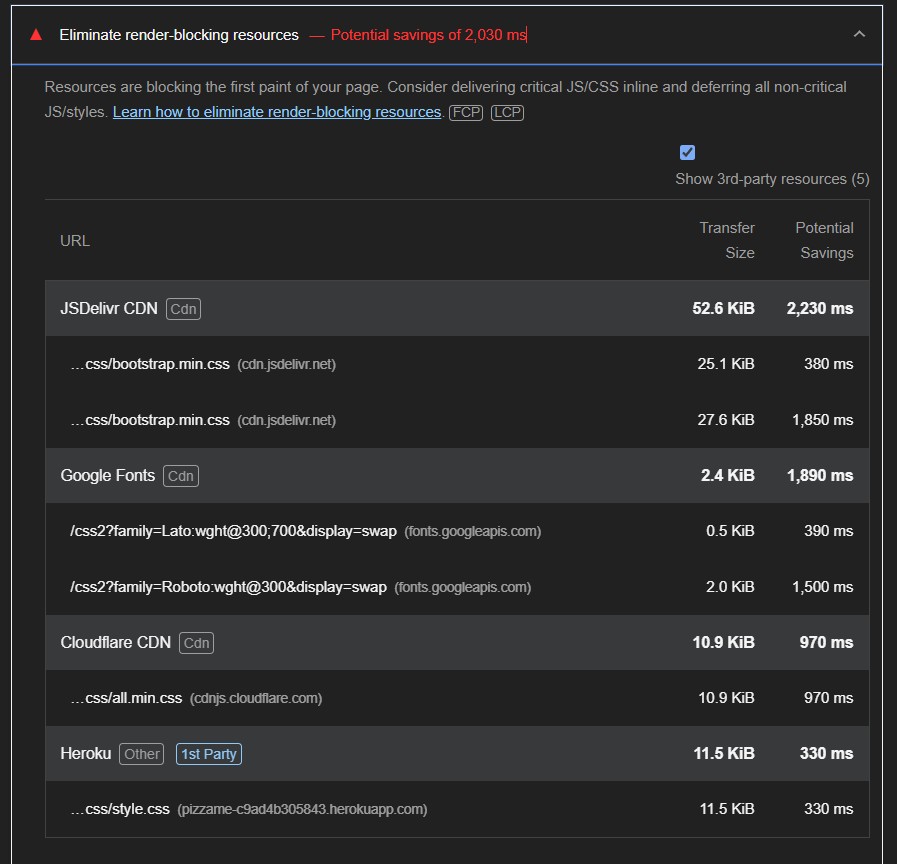 Eliminate render-blocking resources — Potential savings of 2,030 ms
Resources are blocking the first paint of your page. Consider delivering critical JS/CSS inline and deferring all non-critical
JS/styles. Learn how to eliminate render-blocking resources. FCP LCP
Show 3rd-party resources (5)
URL Transfer Size Potential Savings
JSDelivr CDN Cdn 52.6 KiB 2,230 ms
…css/bootstrap.min.css (cdn.jsdelivr.net) 25.1 KiB 380 ms
…css/bootstrap.min.css (cdn.jsdelivr.net) 27.6 KiB 1,850 ms
Google Fonts Cdn 2.4 KiB 1,890 ms
/css2?family=Lato:wght@300;700&display=swap (fonts.googleapis.com) 0.5 KiB 390 ms
/css2?family=Roboto:wght@300&display=swap (fonts.googleapis.com) 2.0 KiB 1,500 ms
Cloudflare CDN Cdn 10.9 KiB 970 ms
…css/all.min.css (cdnjs.cloudflare.com) 10.9 KiB 970 ms
Heroku Other 1st Party 11.5 KiB 330 ms
…css/style.css (pizzame-c9ad4b305843.herokuapp.com) 11.5 KiB 330 ms